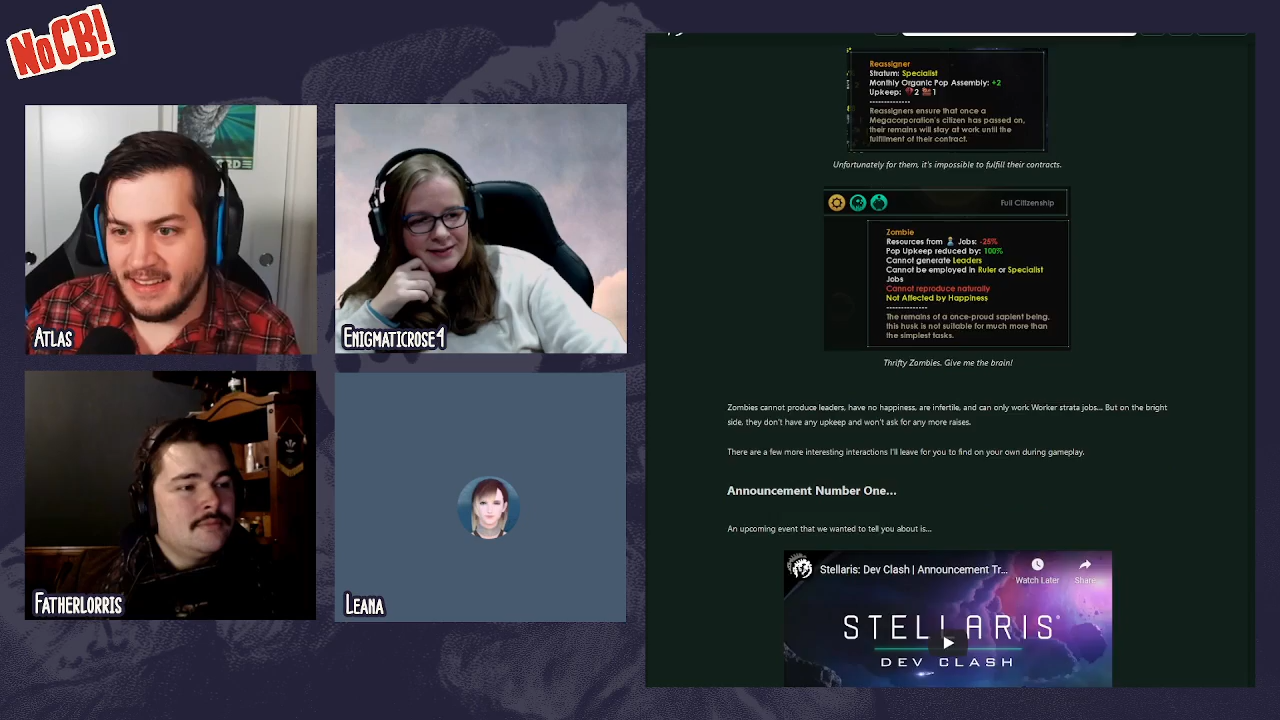 NoCB!
ATLAS
ENIGMATICROSE4
FATHERLORRIS
LEANA
Reassigner
Stratum: Specialist
Monthly Organic Pop Assembly: +2
Upkeep: 2 1
--------------
Reassigners ensure that once a
Megacorporation's citizen has passed on,
their remains will stay at work until the
fulfillment of their contract.
Unfortunately for them, it's impossible to fulfill their contracts.
Full Citizenship
Zombie
Resources from Jobs: -25%
Pop Upkeep reduced by: 100%
Cannot generate Leaders
Cannot be employed in Ruler or Specialist
Jobs
Cannot reproduce naturally
Not Affected by Happiness
--------------
The remains of a once-proud sapient being,
this husk is not suitable for much more than
the simplest tasks.
Thrifty Zombies. Give me the brain!
Zombies cannot produce leaders, have no happiness, are infertile, and can only work Worker strata jobs... But on the bright
side, they don't have any upkeep and won't ask for any more raises.
There are a few more interesting interactions I'll leave for you to find on your own during gameplay.
Announcement Number One...
An upcoming event that we wanted to tell you about is...
Stellaris: Dev Clash | Announcement Tr...
Watch Later
Share
STELLARIS
DEV CLASH